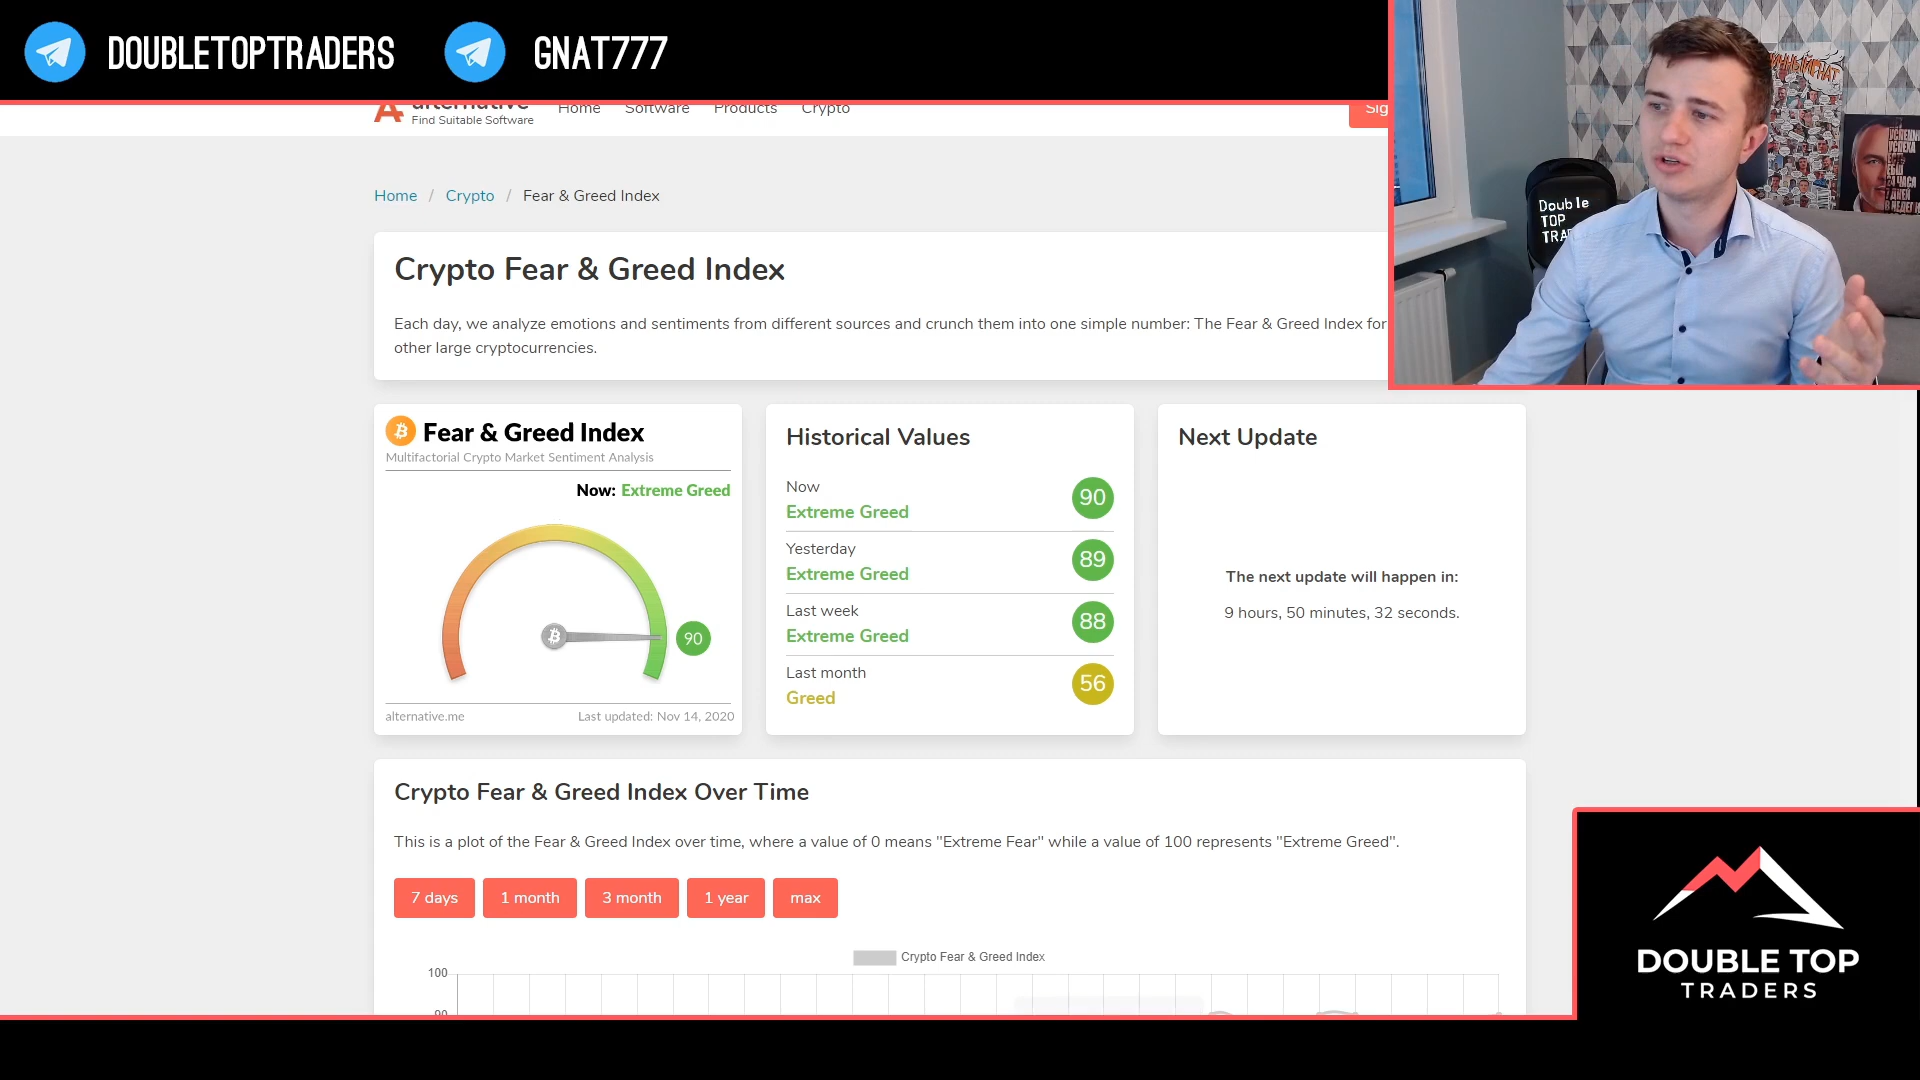 DOUBLETOPTRADERS
GNAT777
alternative
Find Suitable Software
Home
Software
Products
Crypto
Sig
Home / Crypto / Fear & Greed Index
Double
TOP
TRA
Crypto Fear & Greed Index
Each day, we analyze emotions and sentiments from different sources and crunch them into one simple number: The Fear & Greed Index for
other large cryptocurrencies.
Fear & Greed Index
Multifactorial Crypto Market Sentiment Analysis
Now: Extreme Greed
90
alternative.me
Last updated: Nov 14, 2020
Historical Values
Now
Extreme Greed
90
Yesterday
Extreme Greed
89
Last week
Extreme Greed
88
Last month
Greed
56
Next Update
The next update will happen in:
9 hours, 50 minutes, 32 seconds.
Crypto Fear & Greed Index Over Time
This is a plot of the Fear & Greed Index over time, where a value of 0 means "Extreme Fear" while a value of 100 represents "Extreme Greed".
7 days
1 month
3 month
1 year
max
Crypto Fear & Greed Index
100
90
DOUBLE TOP
TRADERS